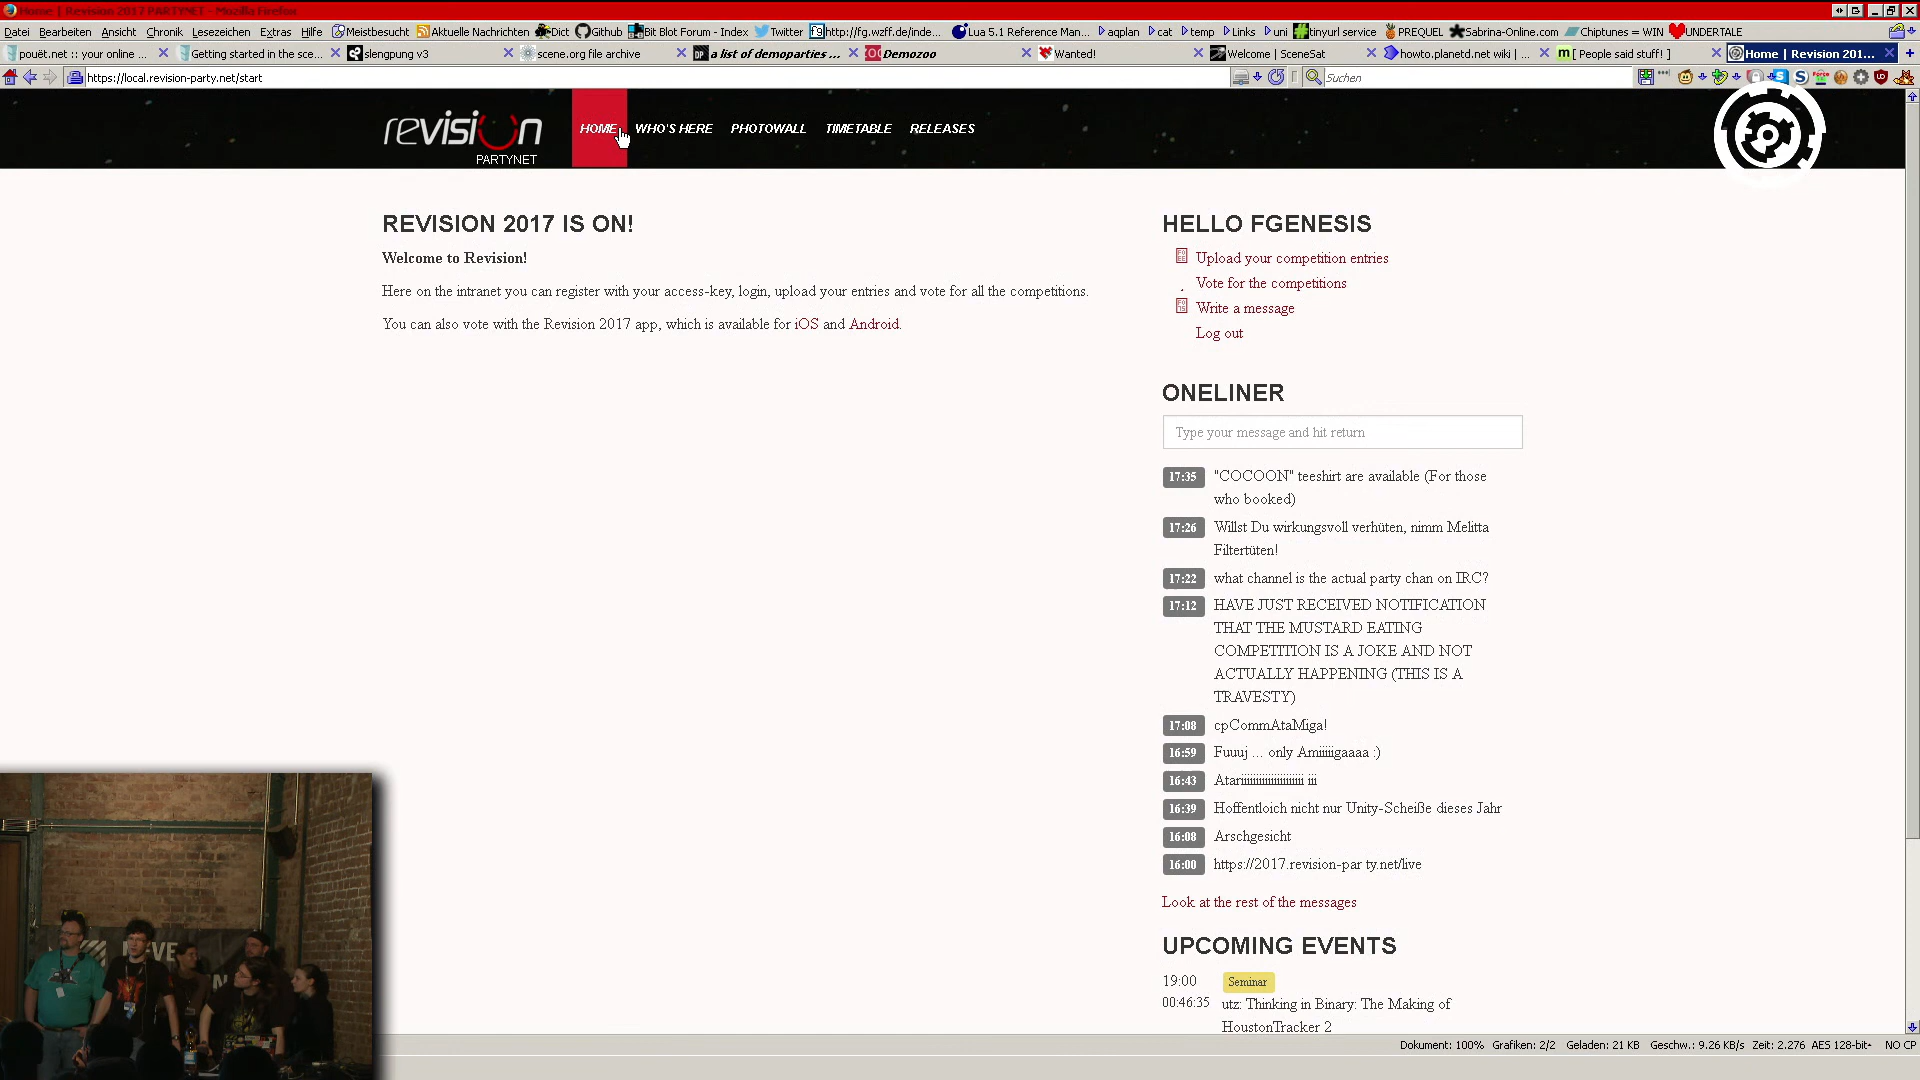 Home | Revision 2017 PARTYNET - Mozilla Firefox
Datei Bearbeiten Ansicht Chronik Lesezeichen Extras Hilfe Meistbesucht Aktuelle Nachrichten Dict Github Bit Blot Forum - Index Twitter http://fg.wzff.de/inde... Lua 5.1 Reference Man... aqplan cat temp Links uni tinyurl service PREQUEL Sabrina-Online.com Chiptunes = WIN UNDERTALE
pouët.net :: your online ... Getting started in the sce... slengpung v3 scene.org file archive a list of demoparties ... Demozoo Wanted! Welcome | SceneSat howto.planetd.net wiki | ... [ People said stuff! ] Home | Revision 201...
https://local.revision-party.net/start Suchen
revision
PARTYNET
HOME WHO'S HERE PHOTOWALL TIMETABLE RELEASES
REVISION 2017 IS ON!
Welcome to Revision!
Here on the intranet you can register with your access-key, login, upload your entries and vote for all the competitions.
You can also vote with the Revision 2017 app, which is available for iOS and Android.
HELLO FGENESIS
Upload your competition entries
Vote for the competitions
Write a message
Log out
ONELINER
Type your message and hit return
17:35 "COCOON" teeshirt are available (For those
who booked)
17:26 Willst Du wirkungsvoll verhüten, nimm Melitta
Filtertüten!
17:22 what channel is the actual party chan on IRC?
17:12 HAVE JUST RECEIVED NOTIFICATION
THAT THE MUSTARD EATING
COMPETITION IS A JOKE AND NOT
ACTUALLY HAPPENING (THIS IS A
TRAVESTY)
17:08 cpCommAtaMiga!
16:59 Fuuuj ... only Amiiiiigaaaa :)
16:43 Atariiiiiiiiiiiiiiiiiiiiii iii
16:39 Hoffentloich nicht nur Unity-Scheiße dieses Jahr
16:08 Arschgesicht
16:00 https://2017.revision-par ty.net/live
Look at the rest of the messages
UPCOMING EVENTS
19:00 Seminar
00:46:35 utz: Thinking in Binary: The Making of
HoustonTracker 2
Dokument: 100% Grafiken: 2/2 Geladen: 21 KB Geschw.: 9.26 KB/s Zeit: 2.276 AES 128-bit NO CP